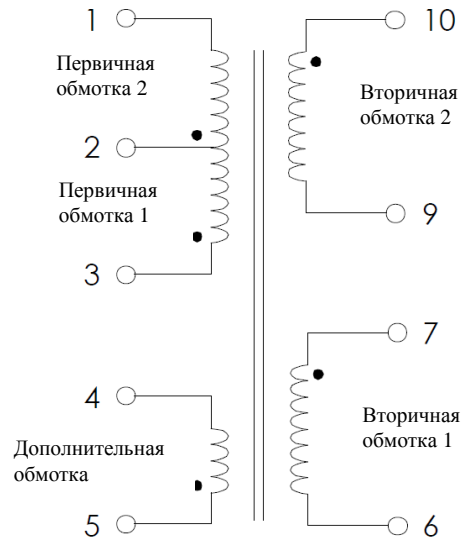 1
Первичная
обмотка 2
2
Первичная
обмотка 1
3
4
Дополнительная
обмотка
5
10
Вторичная
обмотка 2
9
7
Вторичная
обмотка 1
6